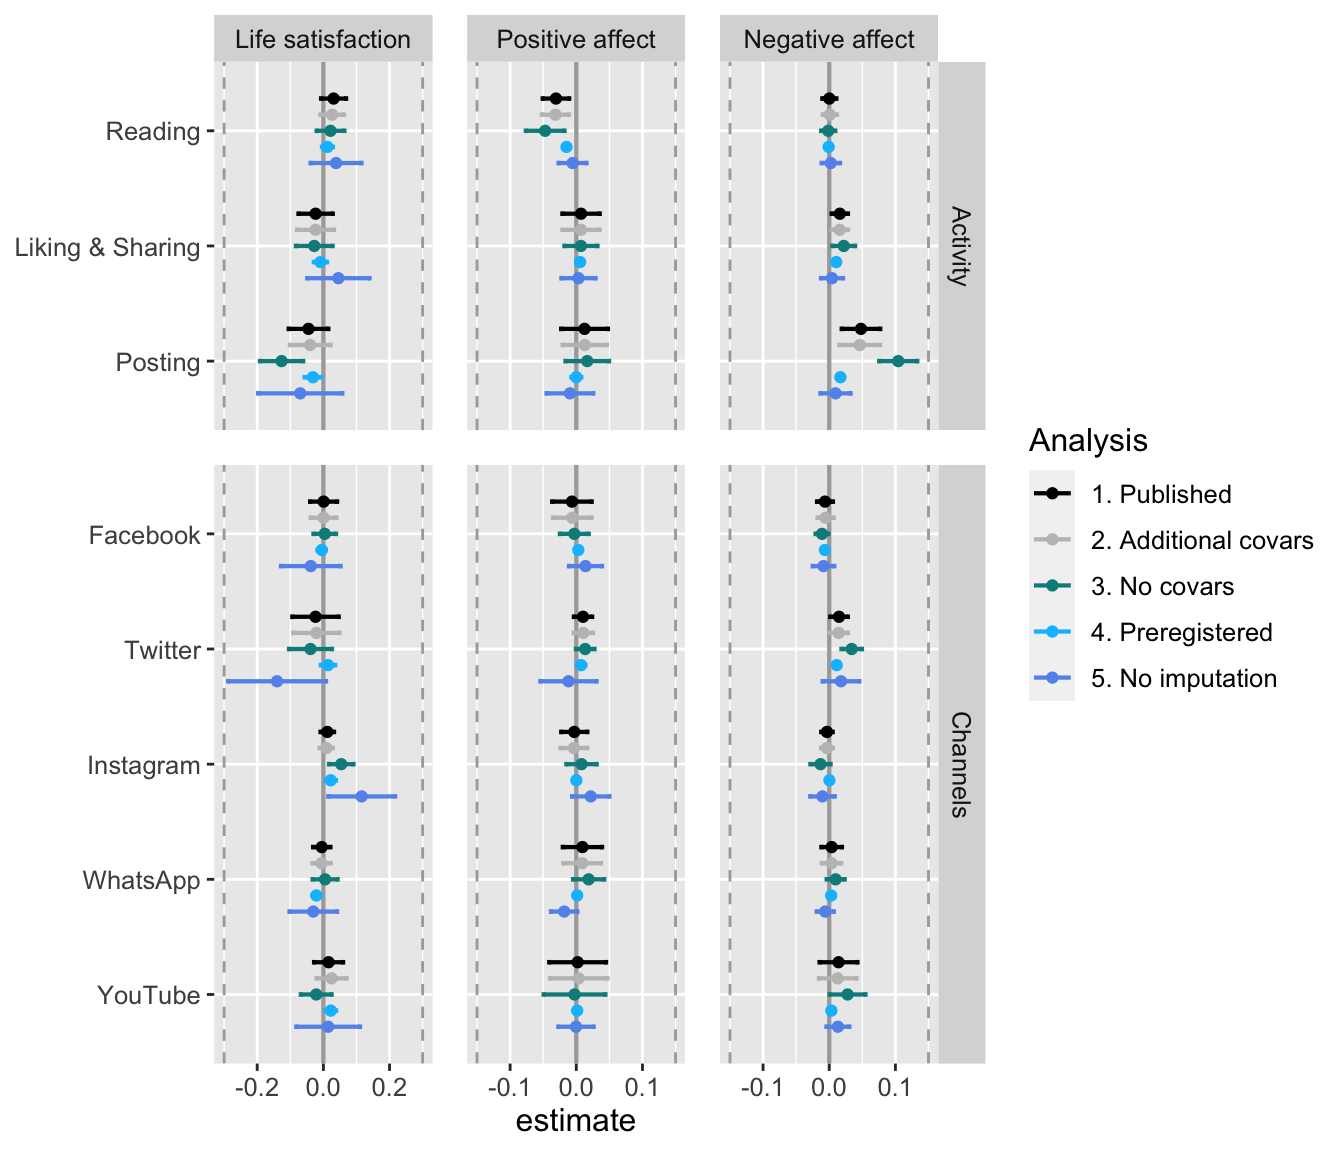 Life satisfaction
Positive affect
Negative affect
Reading
Liking & Sharing
Posting
Activity
Facebook
Twitter
Instagram
WhatsApp
YouTube
Channels
-0.2 0.0 0.2
-0.1 0.0 0.1
-0.1 0.0 0.1
estimate
Analysis
1. Published
2. Additional covars
3. No covars
4. Preregistered
5. No imputation